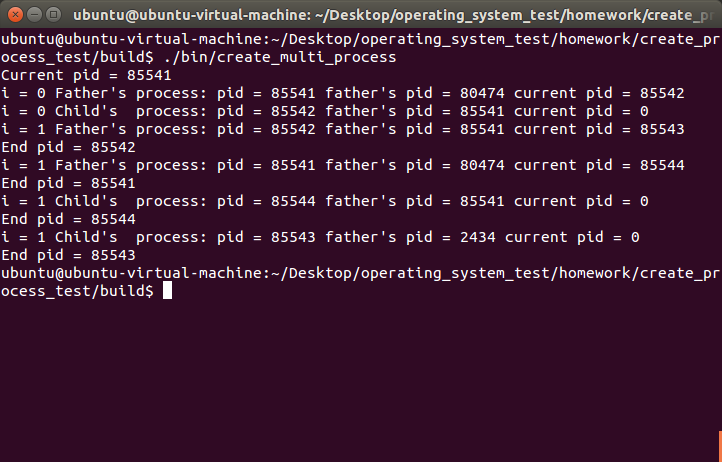 ubuntu@ubuntu-virtual-machine: ~/Desktop/operating_system_test/homework/create_p
ubuntu@ubuntu-virtual-machine:~/Desktop/operating_system_test/homework/create_pr
ocess_test/build$ ./bin/create_multi_process
Current pid = 85541
i = 0 Father's process: pid = 85541 father's pid = 80474 current pid = 85542
i = 0 Child's  process: pid = 85542 father's pid = 85541 current pid = 0
i = 1 Father's process: pid = 85542 father's pid = 85541 current pid = 85543
End pid = 85542
i = 1 Father's process: pid = 85541 father's pid = 80474 current pid = 85544
End pid = 85541
i = 1 Child's  process: pid = 85544 father's pid = 85541 current pid = 0
End pid = 85544
i = 1 Child's  process: pid = 85543 father's pid = 2434 current pid = 0
End pid = 85543
ubuntu@ubuntu-virtual-machine:~/Desktop/operating_system_test/homework/create_pr
ocess_test/build$